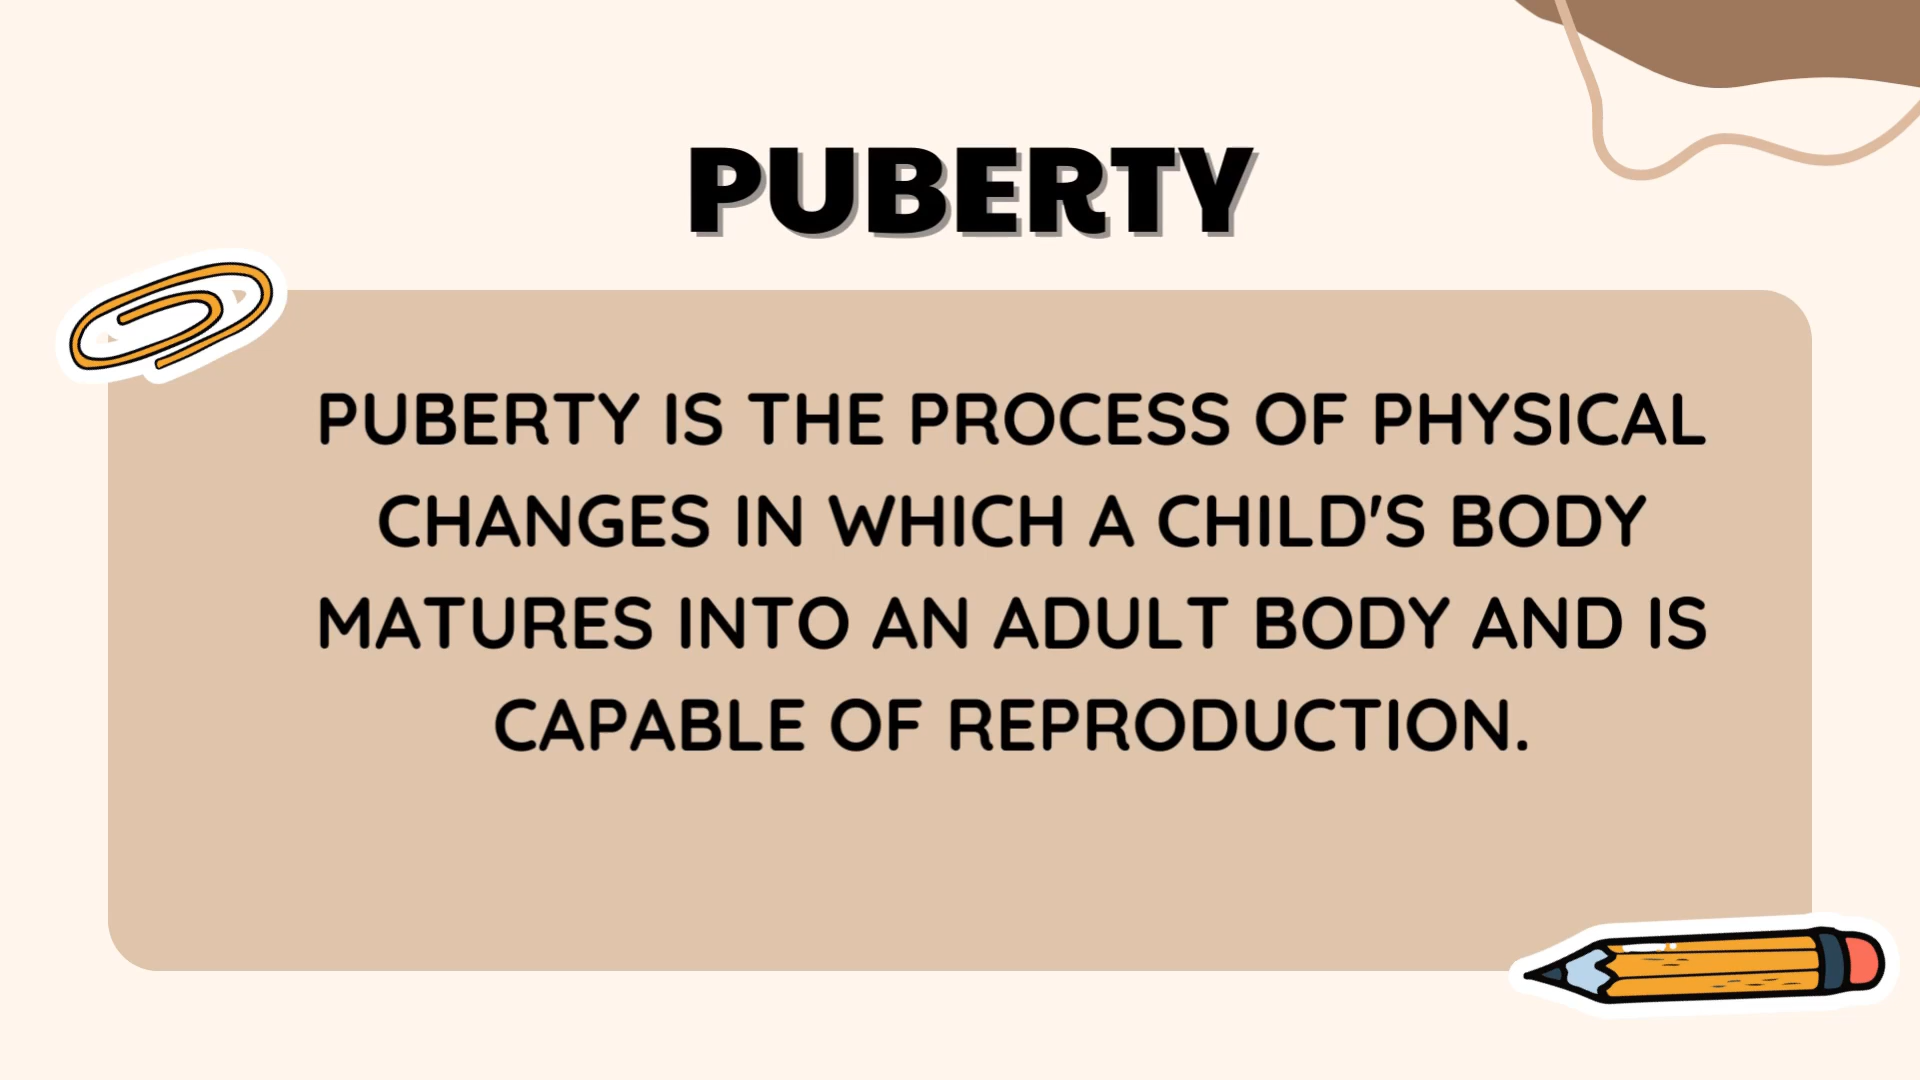 PUBERTY
PUBERTY IS THE PROCESS OF PHYSICAL
CHANGES IN WHICH A CHILD'S BODY
MATURES INTO AN ADULT BODY AND IS
CAPABLE OF REPRODUCTION.